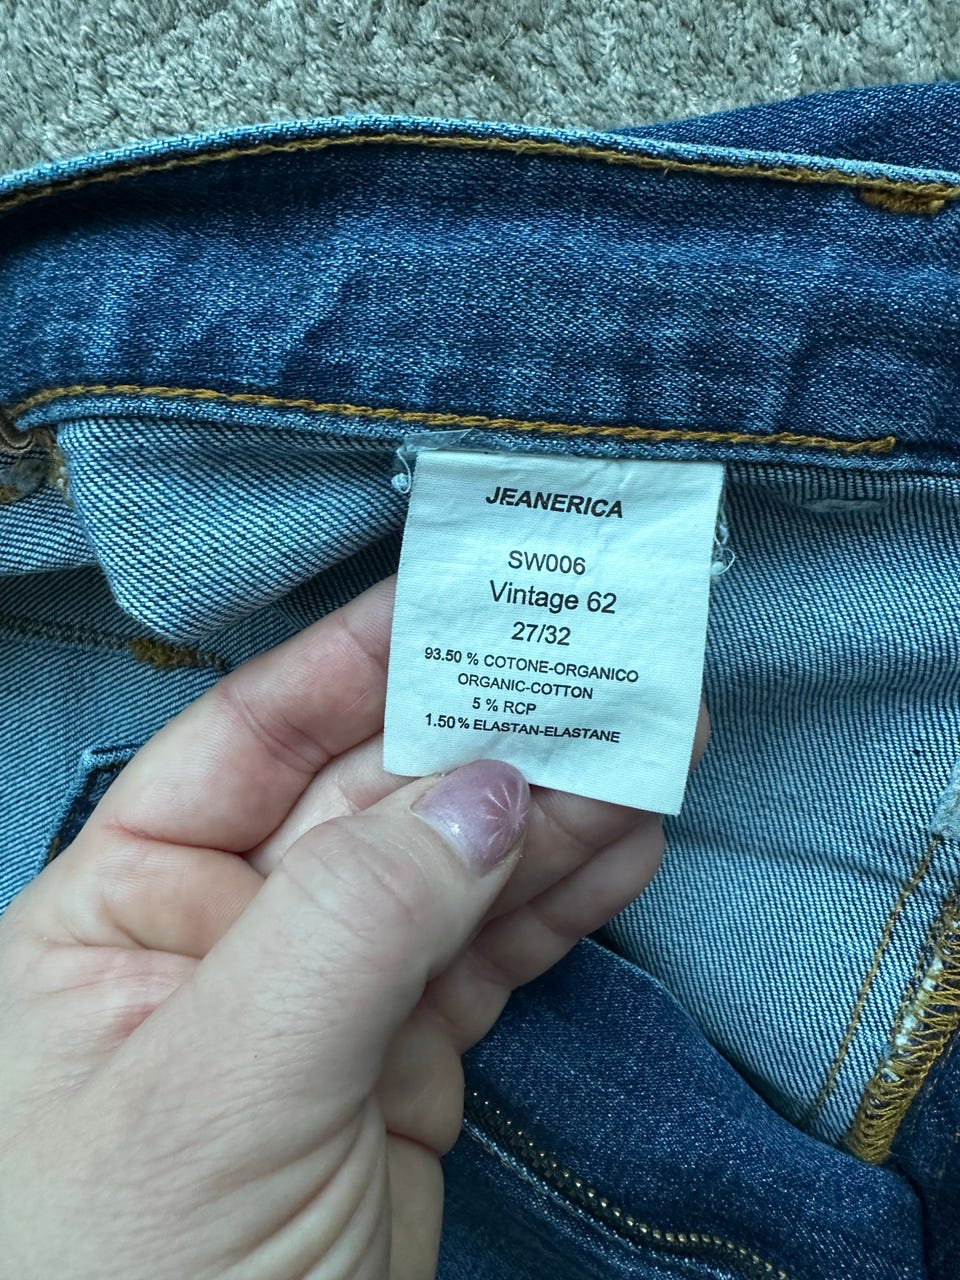 JEANERICA
SW006
Vintage 62
27/32
93.50 % COTONE-ORGANICO
ORGANIC-COTTON
5 % RCP
1.50% ELASTAN-ELASTANE